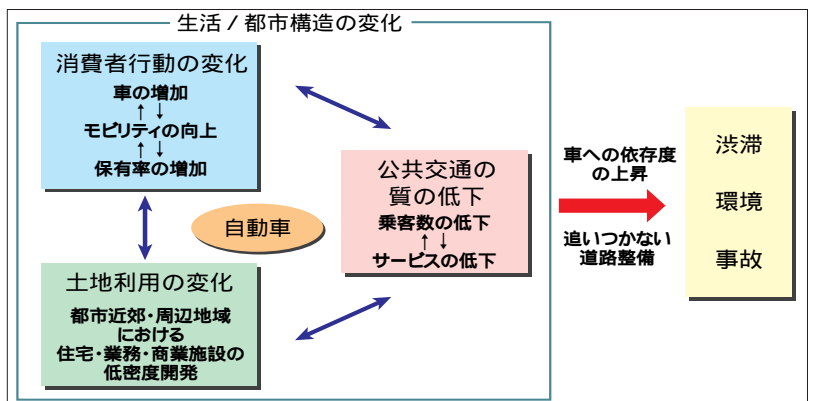 生活 / 都市構造の変化
消費者行動の変化
車の増加
↑ ↓
モビリティの向上
↑ ↓
保有率の増加
自動車
土地利用の変化
都市近郊・周辺地域
における
住宅・業務・商業施設の
低密度開発
公共交通の
質の低下
乗客数の低下
↑ ↓
サービスの低下
車への依存度
の上昇
追いつかない
道路整備
渋滞
環境
事故